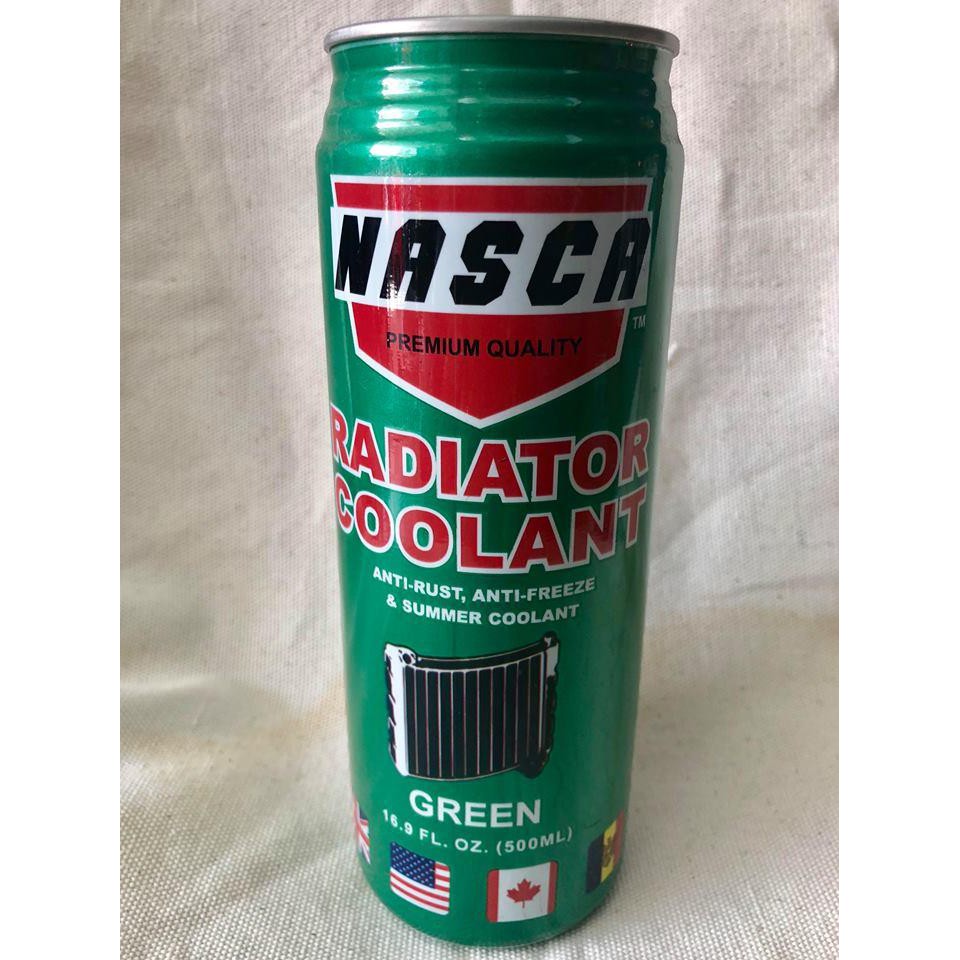 NASCA
TM
PREMIUM QUALITY
RADIATOR
COOLANT
ANTI-RUST, ANTI-FREEZE
& SUMMER COOLANT
GREEN
16.9 FL. OZ. (500ML)